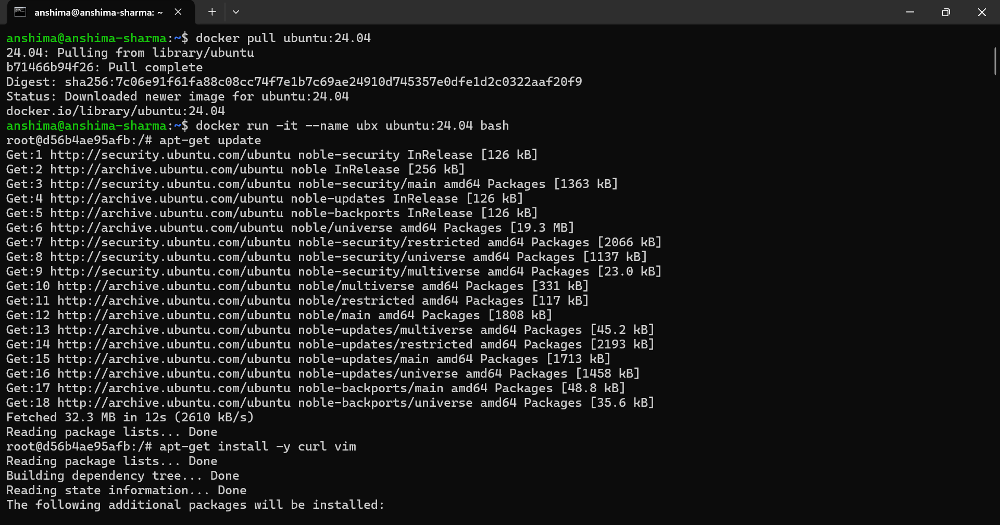 anshima@anshima-sharma: ~
anshima@anshima-sharma:~$ docker pull ubuntu:24.04
24.04: Pulling from library/ubuntu
b71466b94f26: Pull complete
Digest: sha256:7c06e91f61fa88c08cc74f7e1b7c69ae24910d745357e0dfe1d2c0322aaf20f9
Status: Downloaded newer image for ubuntu:24.04
docker.io/library/ubuntu:24.04
anshima@anshima-sharma:~$ docker run -it --name ubx ubuntu:24.04 bash
root@d56b4ae95afb:/# apt-get update
Get:1 http://security.ubuntu.com/ubuntu noble-security InRelease [126 kB]
Get:2 http://archive.ubuntu.com/ubuntu noble InRelease [256 kB]
Get:3 http://security.ubuntu.com/ubuntu noble-security/main amd64 Packages [1363 kB]
Get:4 http://archive.ubuntu.com/ubuntu noble-updates InRelease [126 kB]
Get:5 http://archive.ubuntu.com/ubuntu noble-backports InRelease [126 kB]
Get:6 http://archive.ubuntu.com/ubuntu noble/universe amd64 Packages [19.3 MB]
Get:7 http://security.ubuntu.com/ubuntu noble-security/restricted amd64 Packages [2066 kB]
Get:8 http://security.ubuntu.com/ubuntu noble-security/universe amd64 Packages [1137 kB]
Get:9 http://security.ubuntu.com/ubuntu noble-security/multiverse amd64 Packages [23.0 kB]
Get:10 http://archive.ubuntu.com/ubuntu noble/multiverse amd64 Packages [331 kB]
Get:11 http://archive.ubuntu.com/ubuntu noble/restricted amd64 Packages [117 kB]
Get:12 http://archive.ubuntu.com/ubuntu noble/main amd64 Packages [1808 kB]
Get:13 http://archive.ubuntu.com/ubuntu noble-updates/multiverse amd64 Packages [45.2 kB]
Get:14 http://archive.ubuntu.com/ubuntu noble-updates/restricted amd64 Packages [2193 kB]
Get:15 http://archive.ubuntu.com/ubuntu noble-updates/main amd64 Packages [1713 kB]
Get:16 http://archive.ubuntu.com/ubuntu noble-updates/universe amd64 Packages [1458 kB]
Get:17 http://archive.ubuntu.com/ubuntu noble-backports/main amd64 Packages [48.8 kB]
Get:18 http://archive.ubuntu.com/ubuntu noble-backports/universe amd64 Packages [35.6 kB]
Fetched 32.3 MB in 12s (2610 kB/s)
Reading package lists... Done
root@d56b4ae95afb:/# apt-get install -y curl vim
Reading package lists... Done
Building dependency tree... Done
Reading state information... Done
The following additional packages will be installed: